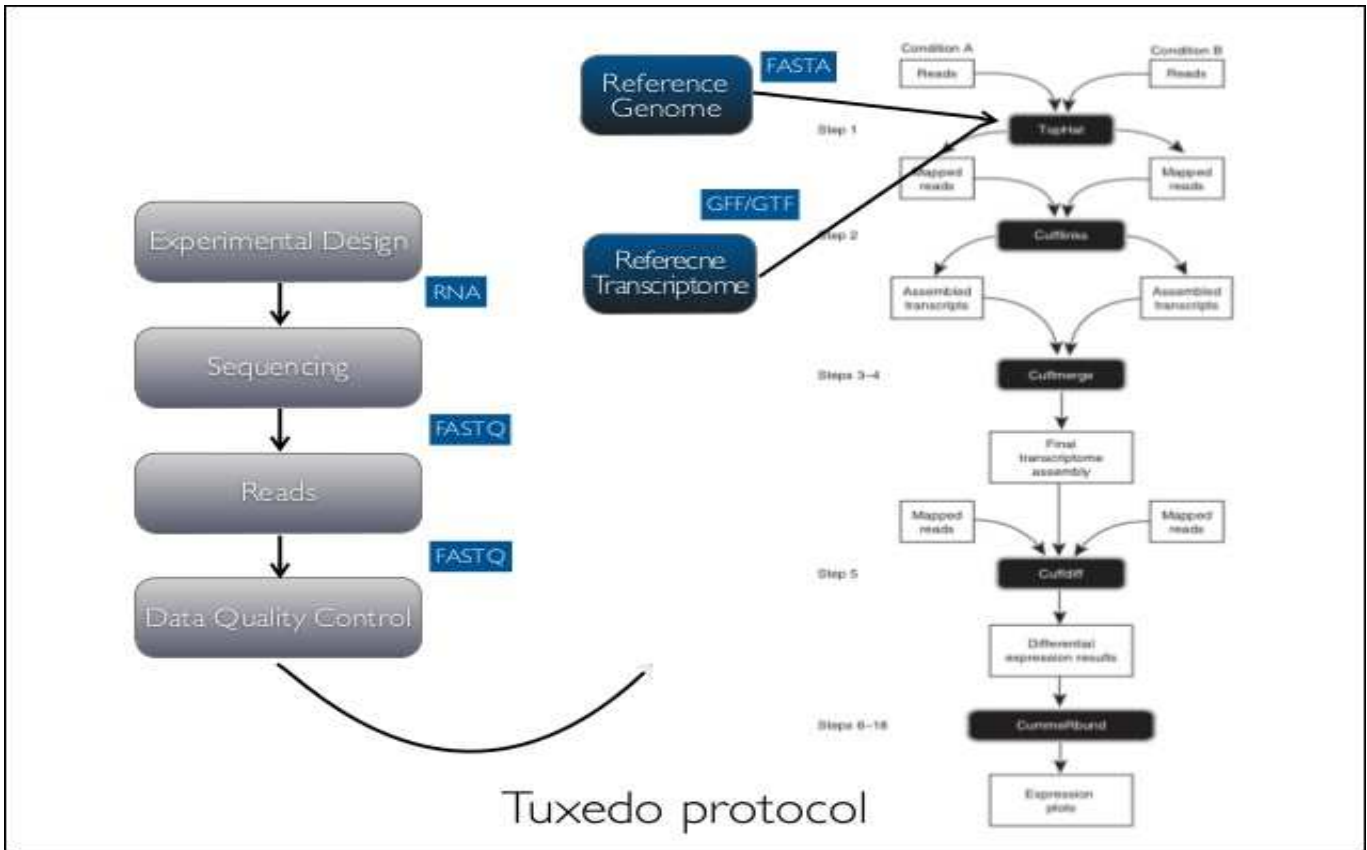 Experimental Design
RNA
Sequencing
FASTQ
Reads
FASTQ
Data Quality Control
Reference
Genome
FASTA
GFF/GTF
Referecne
Transcriptome
Condition A
Reads
Condition B
Reads
Step 1
TopHat
Mapped
reads
Mapped
reads
Step 2
Cufflinks
Assembled
transcripts
Assembled
transcripts
Steps 3–4
Cuffmerge
Final
transcriptome
assembly
Mapped
reads
Mapped
reads
Step 5
Cuffdiff
Differential
expression results
Steps 6–18
CummeRbund
Expression
plots
Tuxedo protocol